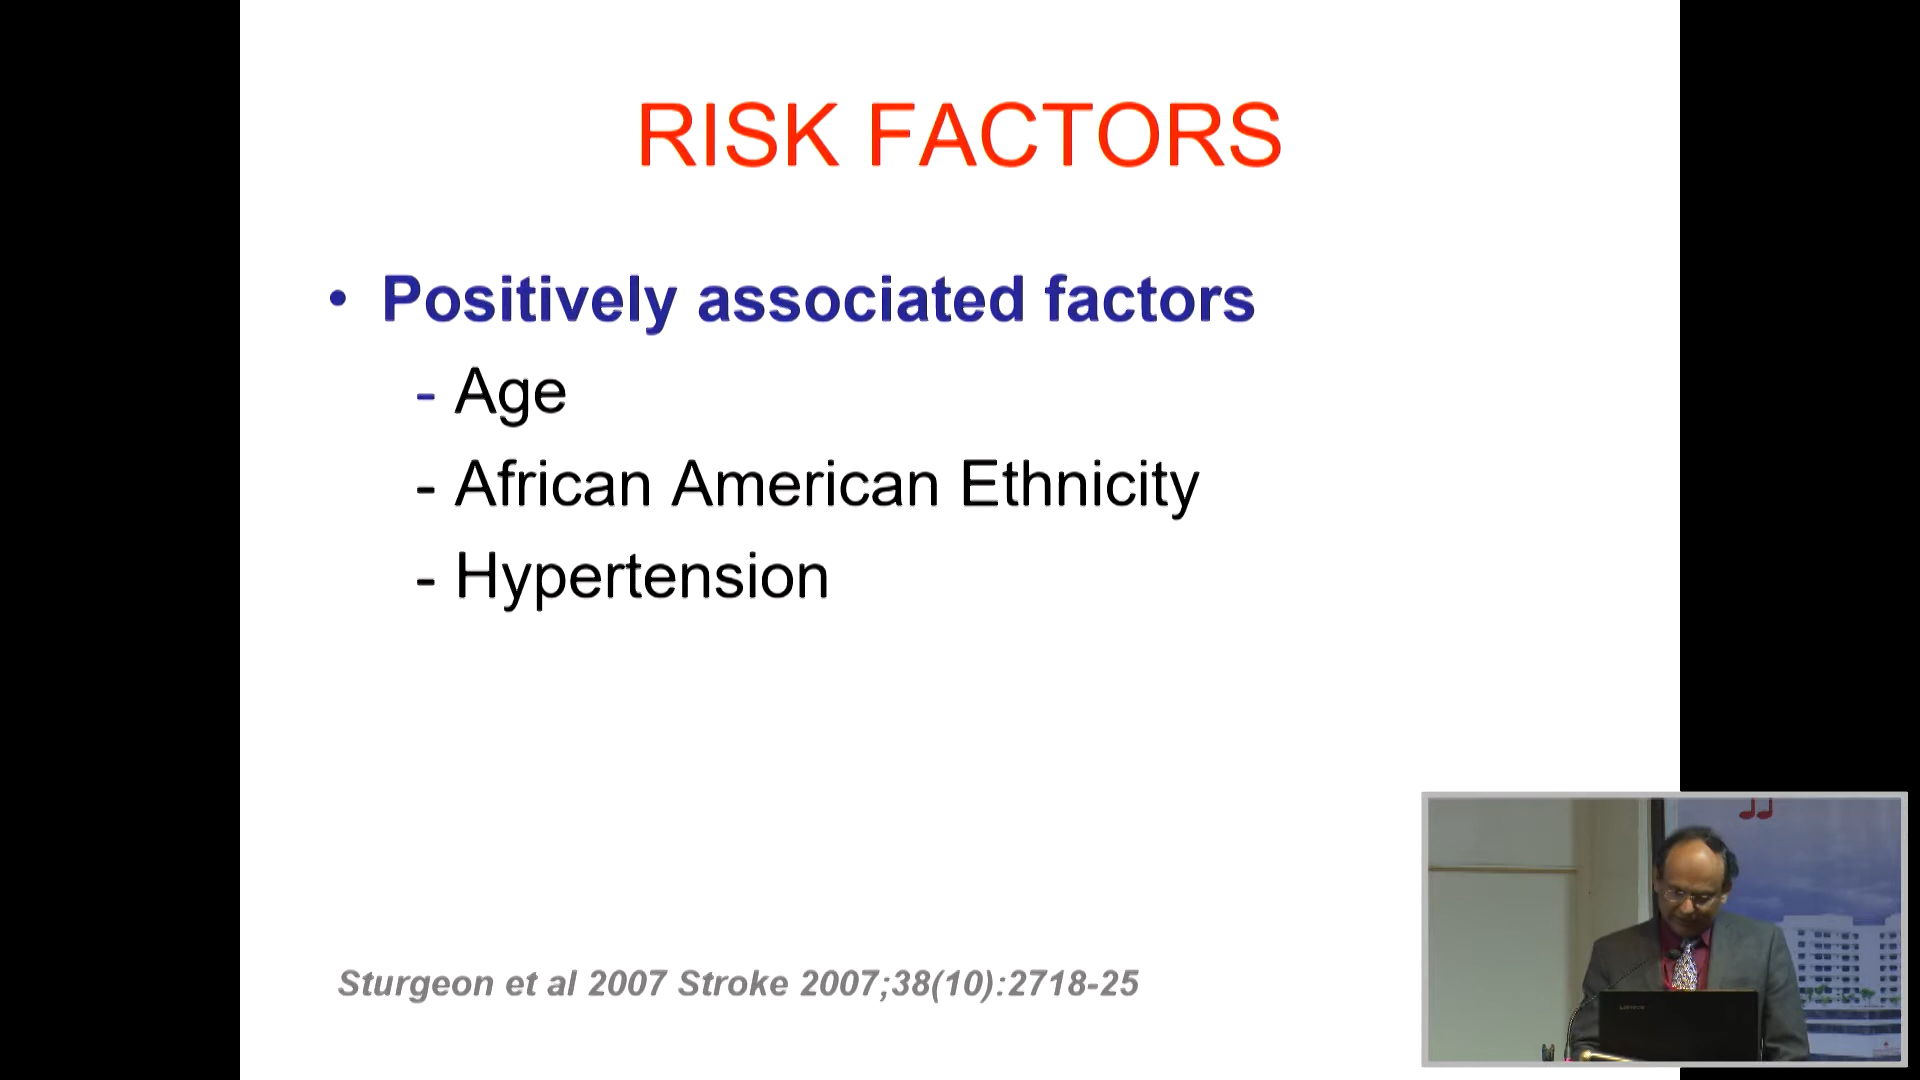 RISK FACTORS
• Positively associated factors
- Age
- African American Ethnicity
- Hypertension
Sturgeon et al 2007 Stroke 2007;38(10):2718-25